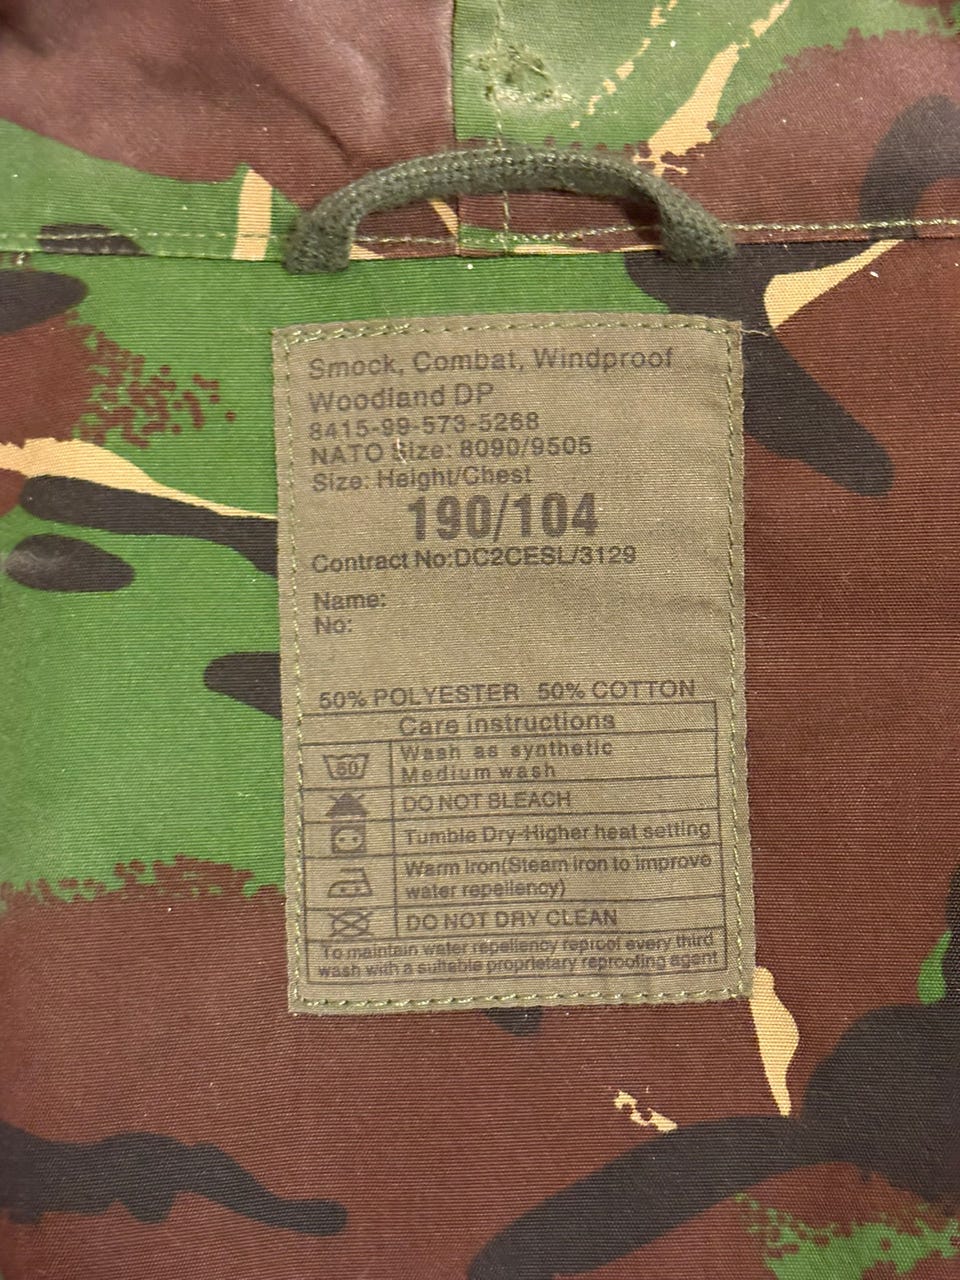 Smock, Combat, Windproof
Woodland DP
8415-99-573-5268
NATO Size: 8090/9505
Size: Height/Chest
190/104
Contract No:DC2CESL/3129
Name:
No:
50% POLYESTER 50% COTTON
Care instructions
60
Wash as synthetic
Medium wash
DO NOT BLEACH
Tumble Dry-Higher heat setting
Warm Iron(Steam iron to improve
water repellency)
DO NOT DRY CLEAN
To maintain water repellency reproof every third
wash with a suitable proprietary reproofing agent